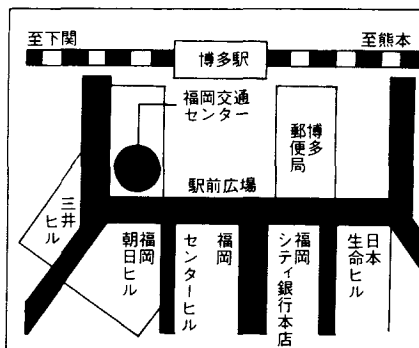 至下関
博多駅
至熊本
福岡交通
センター
博多
郵便局
駅前広場
三井
ヒル
福岡
朝日ビル
福岡
センタービル
福岡
シティ銀行本店
日本
生命ビル